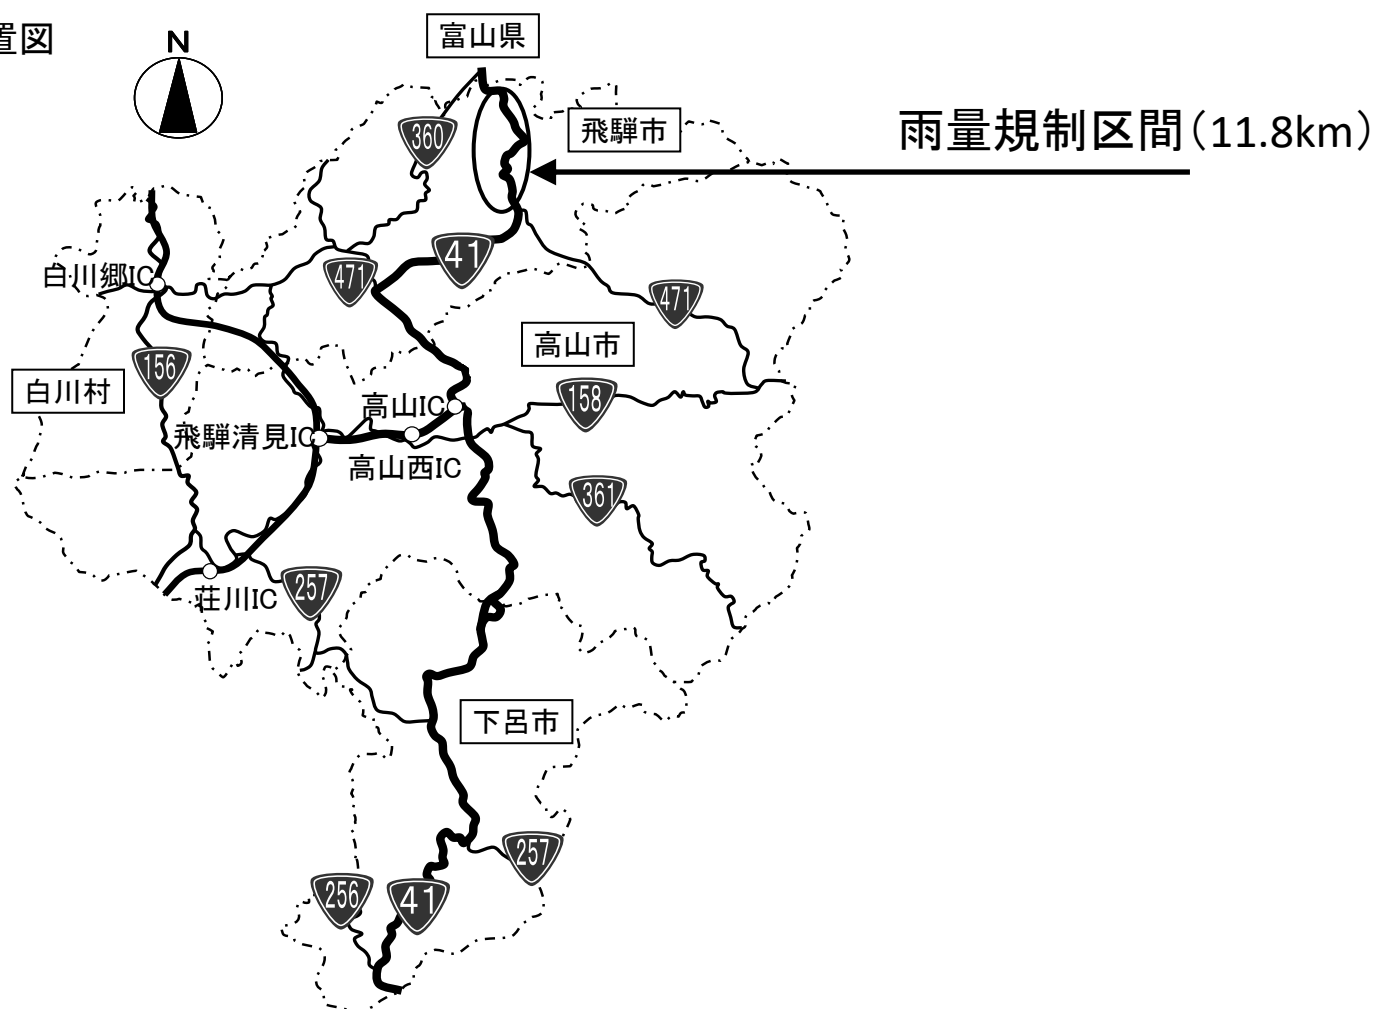 置図
N
富山県
飛騨市
雨量規制区間(11.8km)
360
41
471
471
白川郷IC
156
白川村
高山市
158
高山IC
飛騨清見IC
高山西IC
361
荘川IC
257
下呂市
257
256
41